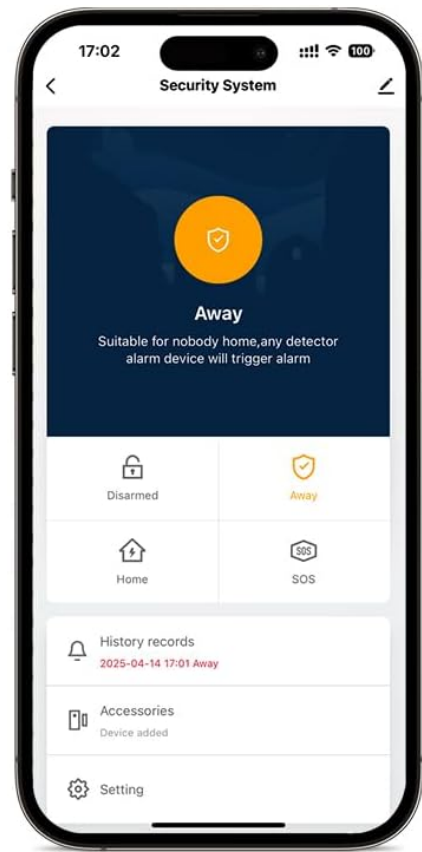 17:02
100
Security System
Away
Suitable for nobody home,any detector
alarm device will trigger alarm
Disarmed
Away
Home
SOS
SOS
History records
2025-04-14 17:01 Away
Accessories
Device added
Setting